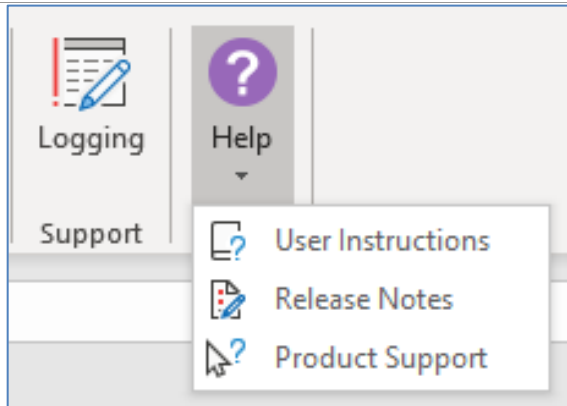 Logging
Help
Support
User Instructions
Release Notes
Product Support